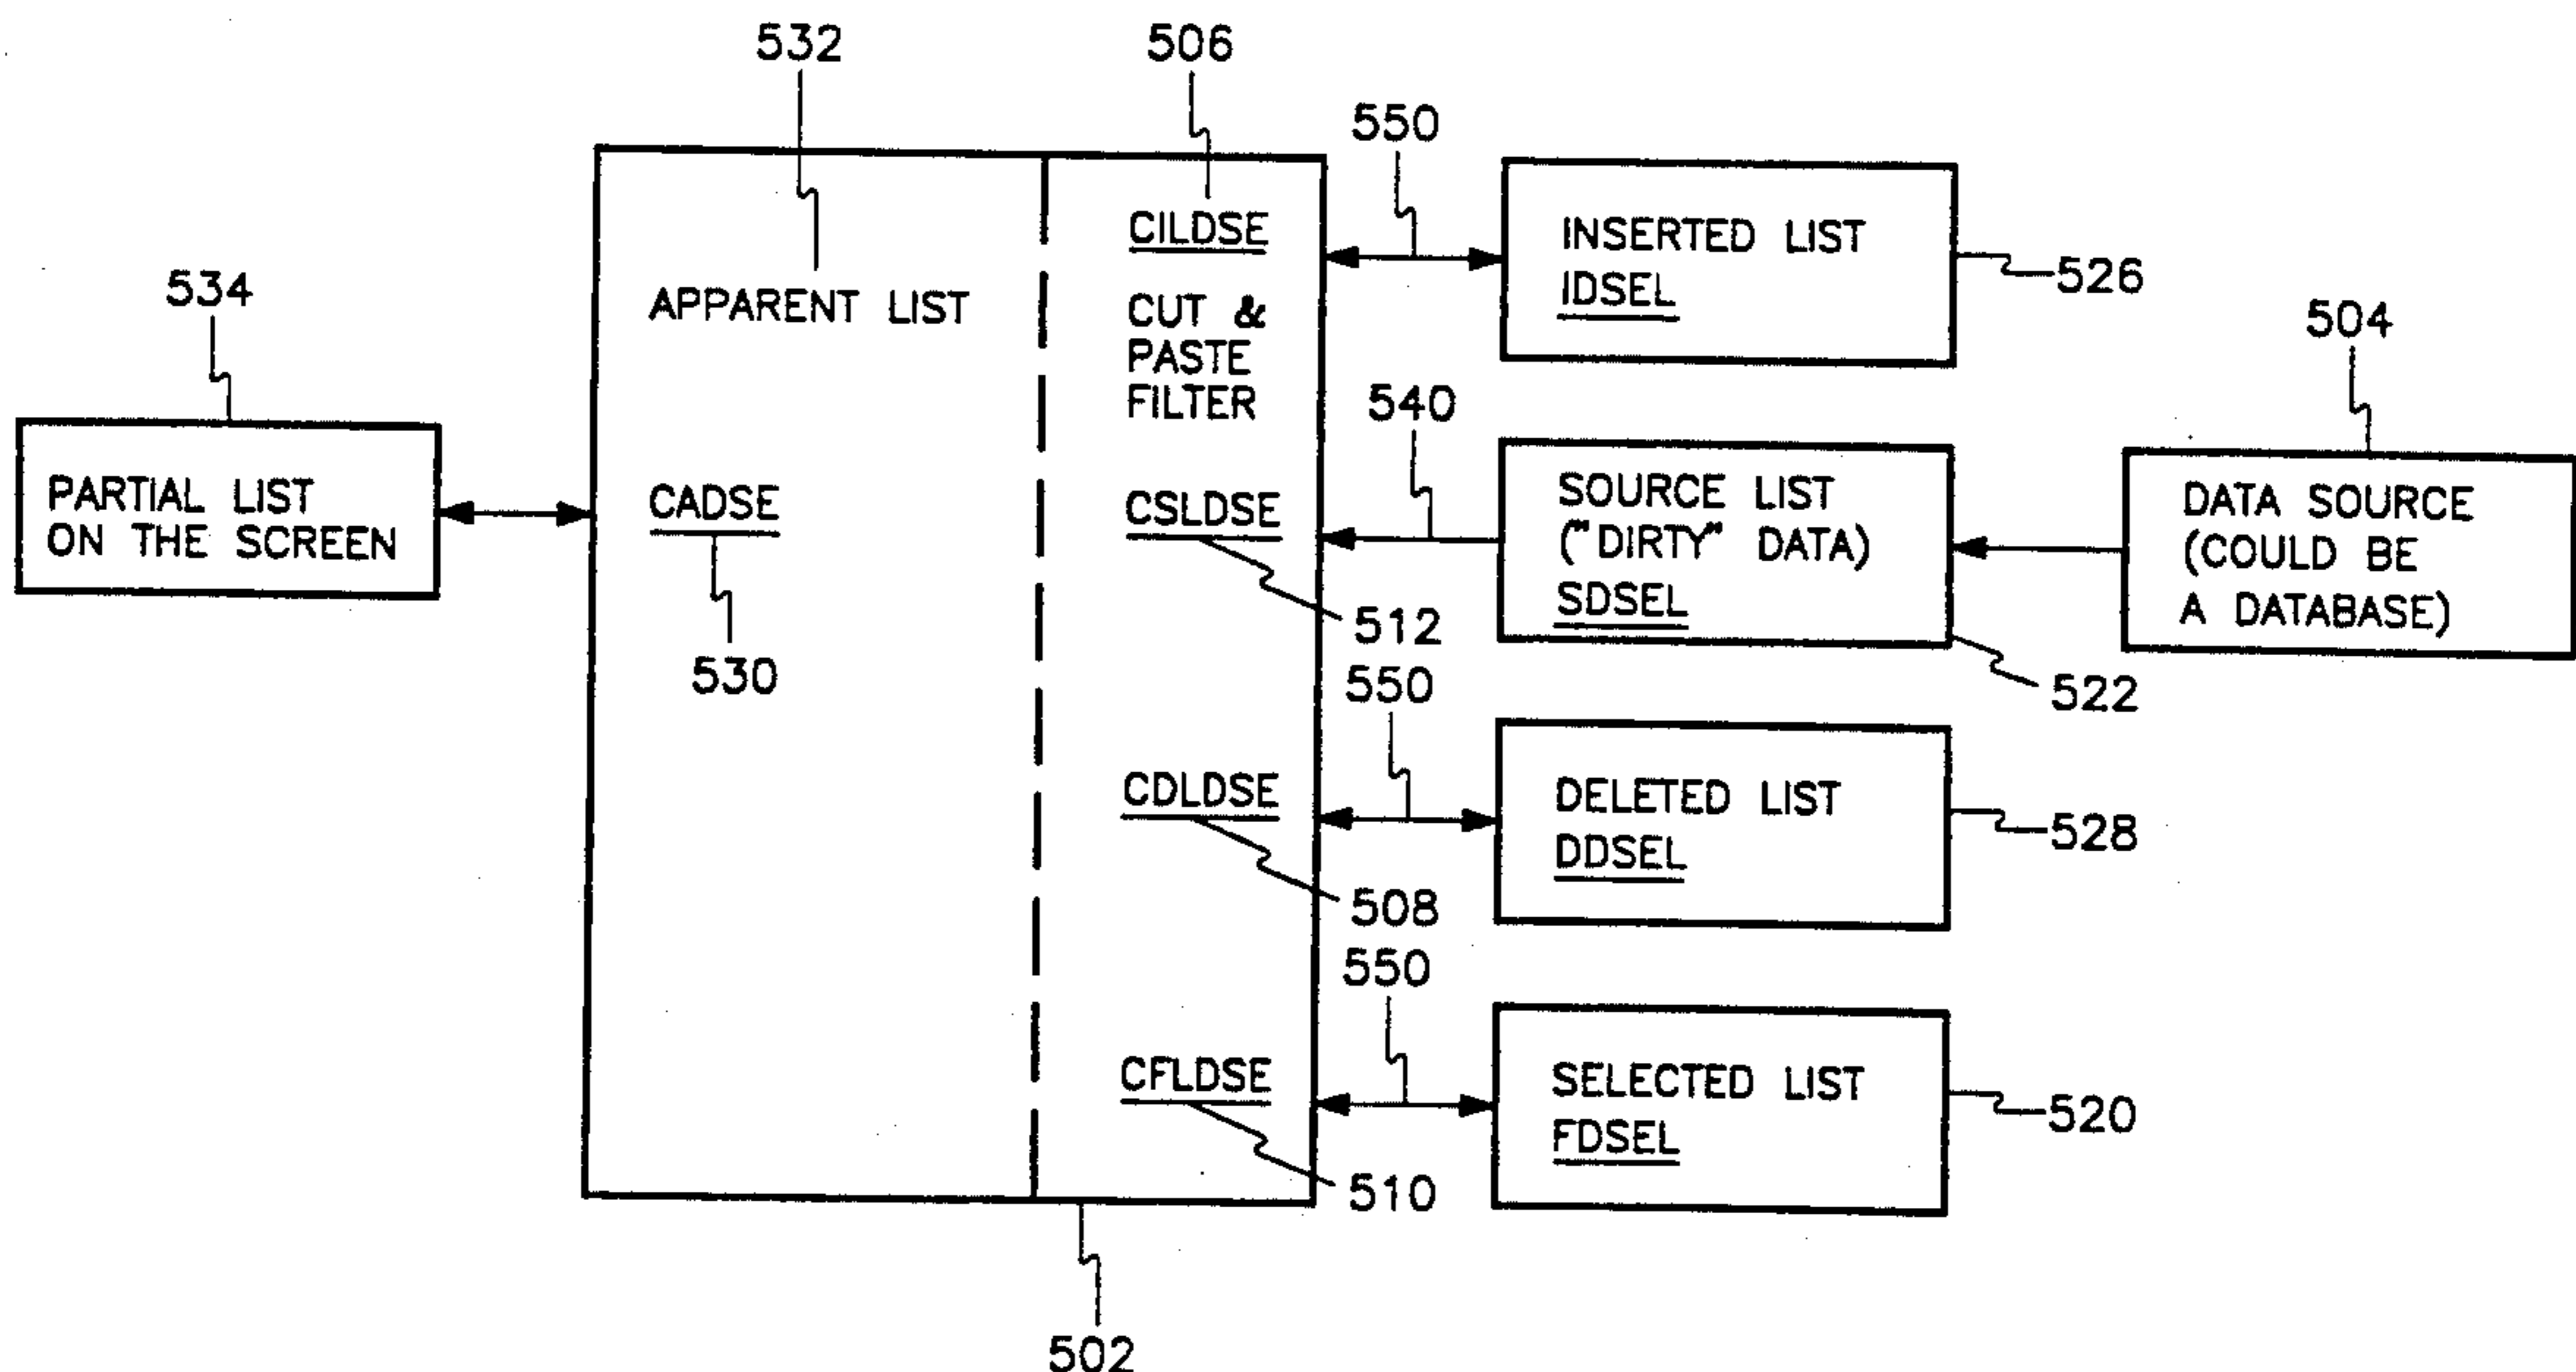 532
506
550
534
APPARENT LIST
CADSE
530
CILDSE
CUT &
PASTE
FILTER
CSLDSE
512
CDLDSE
508
CFLDSE
510
502
PARTIAL LIST
ON THE SCREEN
INSERTED LIST
IDSEL
526
540
SOURCE LIST
("DIRTY" DATA)
SDSEL
522
504
DATA SOURCE
(COULD BE
A DATABASE)
550
DELETED LIST
DDSEL
528
550
SELECTED LIST
FDSEL
520